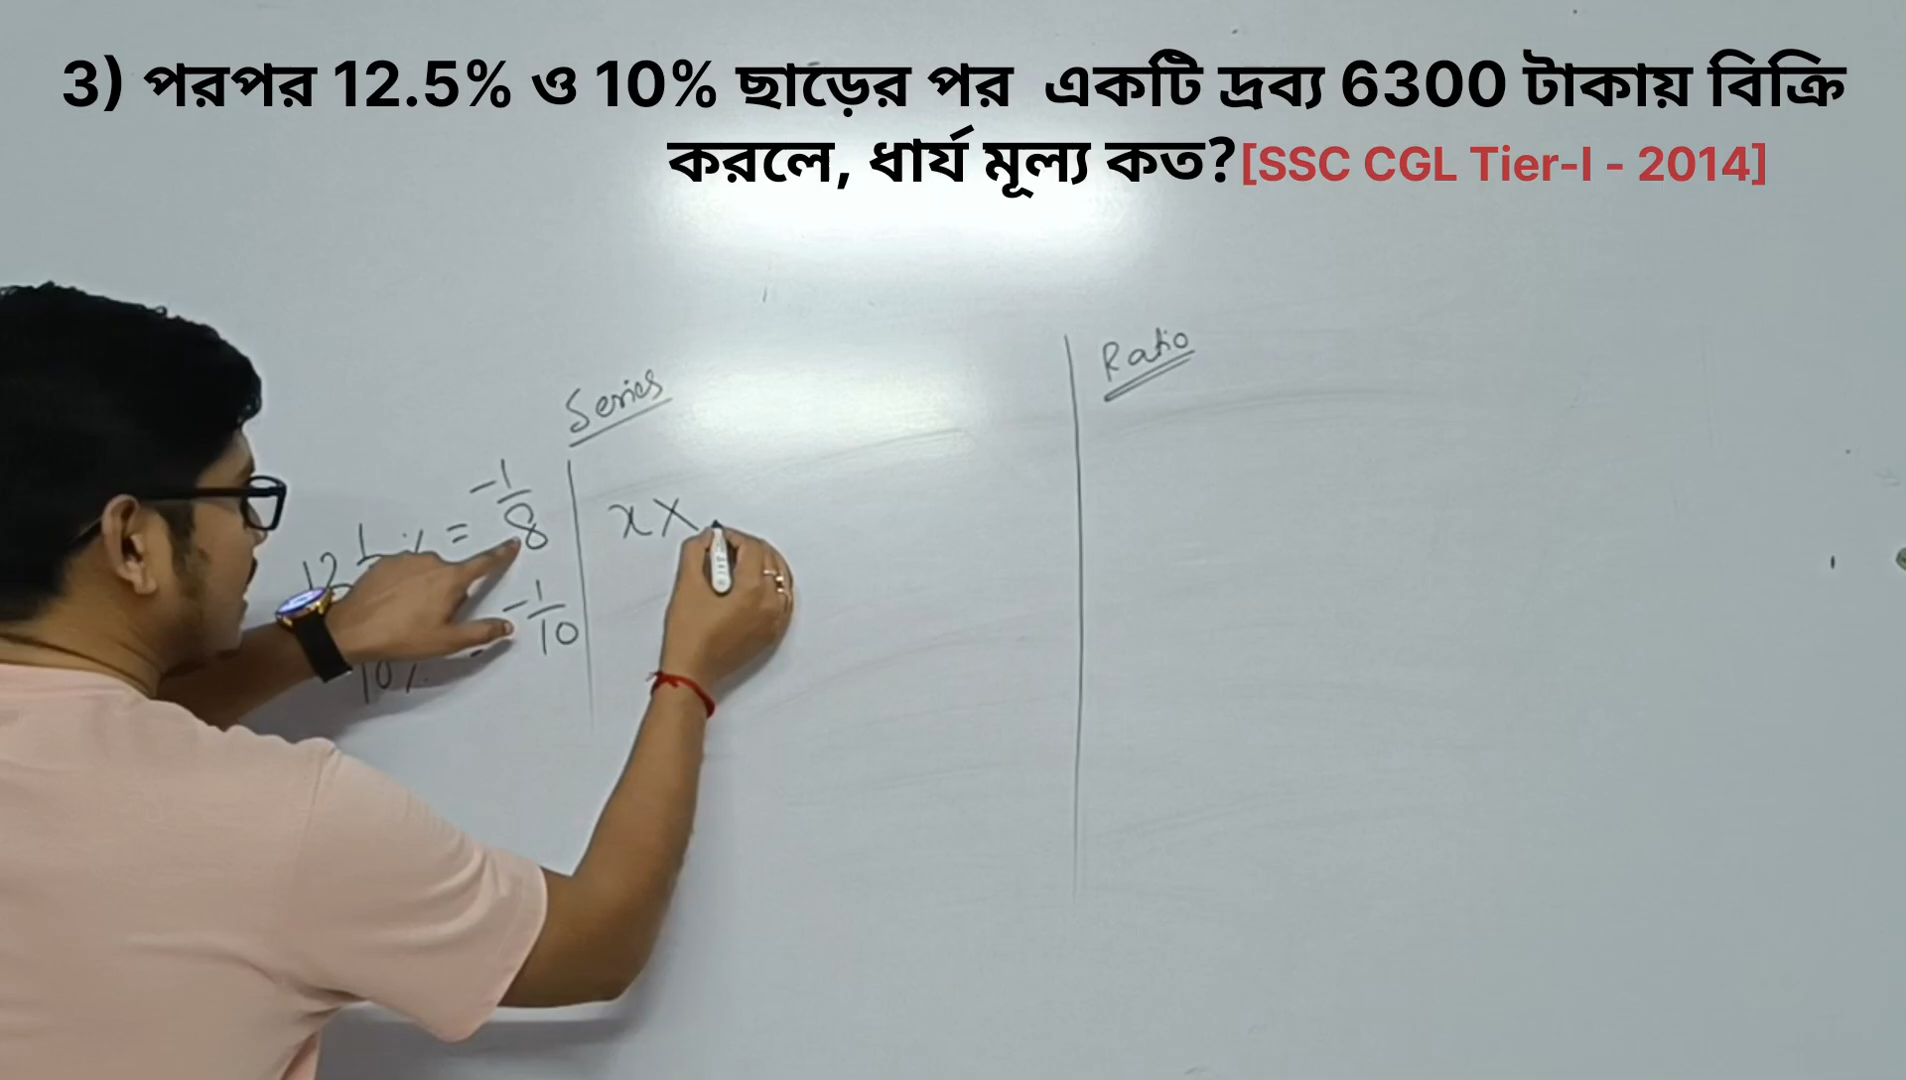 3) পরপর 12.5% ও 10% ছাড়ের পর একটি দ্রব্য 6300 টাকায় বিক্রি
করলে, ধার্য মূল্য কত?[SSC CGL Tier-I - 2014]
Series
Ratio
= -1/8
x×
10% -1/10